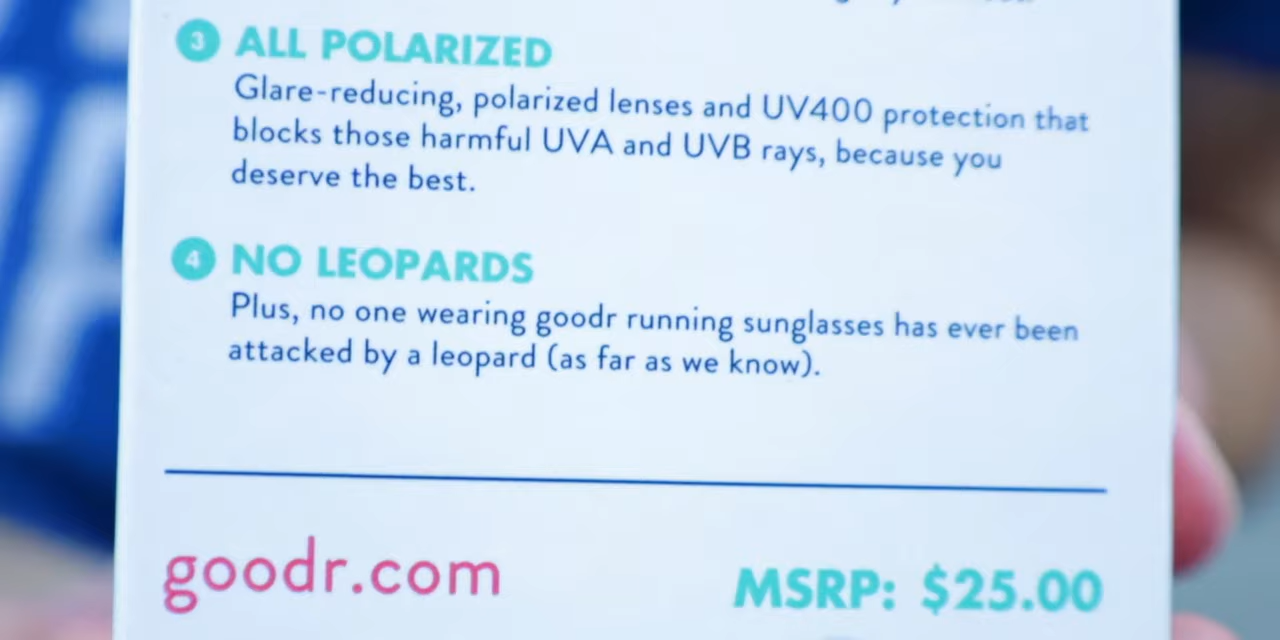 3 ALL POLARIZED
Glare-reducing, polarized lenses and UV400 protection that
blocks those harmful UVA and UVB rays, because you
deserve the best.
4 NO LEOPARDS
Plus, no one wearing goodr running sunglasses has ever been
attacked by a leopard (as far as we know).
goodr.com
MSRP: $25.00